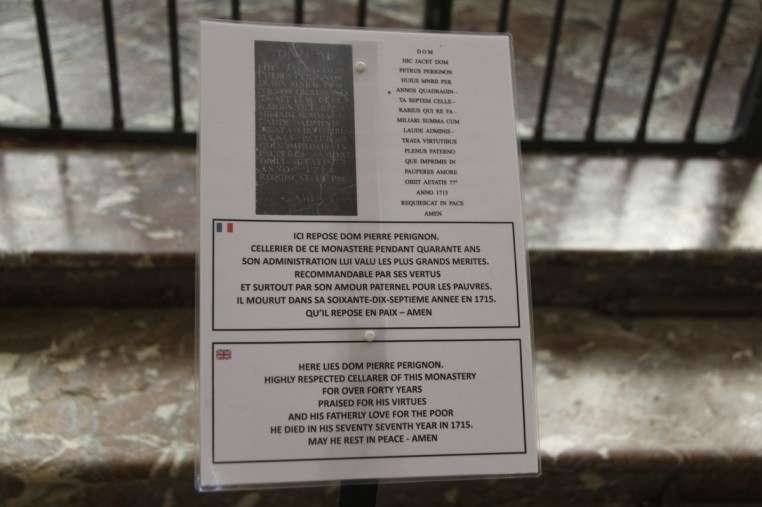 DOM
HIC JACET DOM
PETRUS PERIGNON
HUIUS MNRII PER
ANNOS QUADRAGIN-
TA SEPTEM CELLE-
RARIUS QUI RE FA-
MILIARI SUMMA CUM
LAUDE ADMINIS-
TRATA VIRTUTIBUS
PLENUS PATERNO
QUE IMPRIMIS IN
PAUPERES AMORE
OBIIT AETATIS 77°
ANNO 1715
REQUIESCAT IN PACE
AMEN
ICI REPOSE DOM PIERRE PERIGNON.
CELLERIER DE CE MONASTERE PENDANT QUARANTE ANS
SON ADMINISTRATION LUI VALU LES PLUS GRANDS MERITES.
RECOMMANDABLE PAR SES VERTUS
ET SURTOUT PAR SON AMOUR PATERNEL POUR LES PAUVRES.
IL MOURUT DANS SA SOIXANTE-DIX-SEPTIEME ANNEE EN 1715.
QU'IL REPOSE EN PAIX – AMEN
HERE LIES DOM PIERRE PERIGNON.
HIGHLY RESPECTED CELLARER OF THIS MONASTERY
FOR OVER FORTY YEARS
PRAISED FOR HIS VIRTUES
AND HIS FATHERLY LOVE FOR THE POOR
HE DIED IN HIS SEVENTY SEVENTH YEAR IN 1715.
MAY HE REST IN PEACE - AMEN